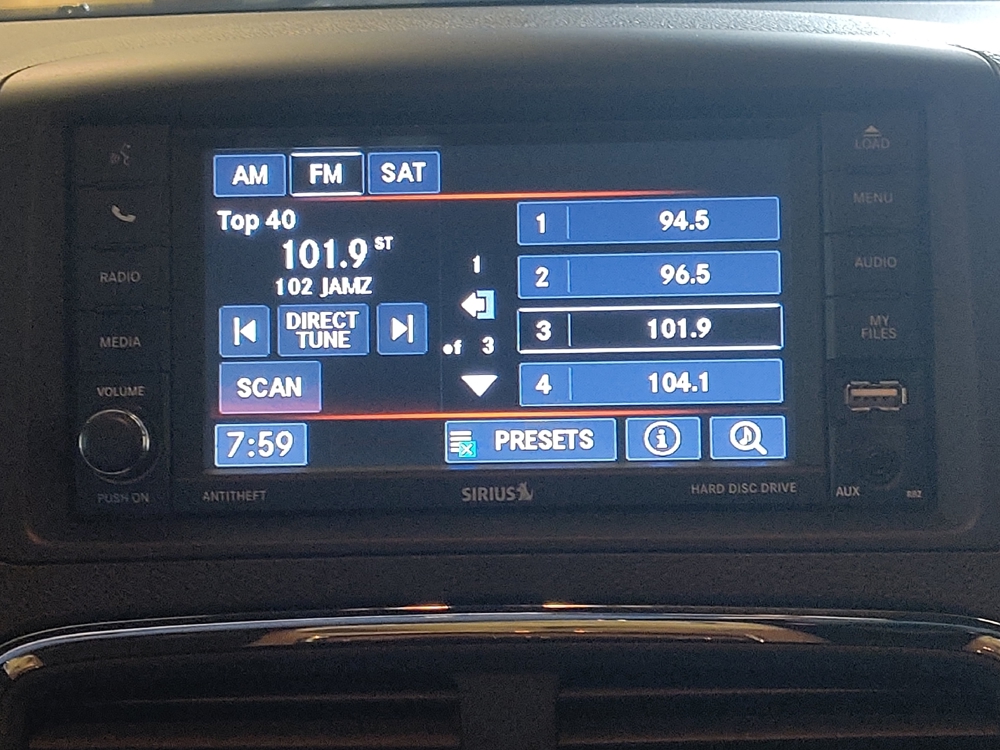 LOAD
MENU
AUDIO
MY
FILES
RADIO
MEDIA
VOLUME
PUSH ON
AM FM SAT
Top 40
101.9 ST
102 JAMZ
DIRECT
TUNE
SCAN
7:59
1
of 3
1 94.5
2 96.5
3 101.9
4 104.1
PRESETS
ANTITHEFT
SIRIUS
HARD DISC DRIVE
AUX
RBZ